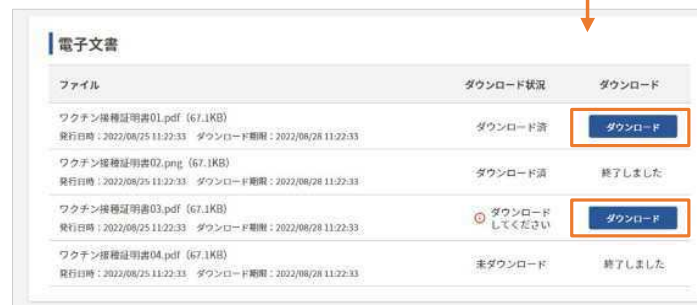 電子文書
ファイル ダウンロード状況 ダウンロード
ワクチン接種証明書01.pdf（67.1KB）
発行日時：2022/08/25 11:22:33 ダウンロード期限：2022/08/28 11:22:33
ダウンロード済 ダウンロード
ワクチン接種証明書02.png（67.1KB）
発行日時：2022/08/25 11:22:33 ダウンロード期限：2022/08/28 11:22:33
ダウンロード済 終了しました
ワクチン接種証明書03.pdf（67.1KB）
発行日時：2022/08/25 11:22:33 ダウンロード期限：2022/08/28 11:22:33
ダウンロード
してください
ダウンロード
ワクチン接種証明書04.pdf（67.1KB）
発行日時：2022/08/25 11:22:33 ダウンロード期限：2022/08/28 11:22:33
未ダウンロード 終了しました